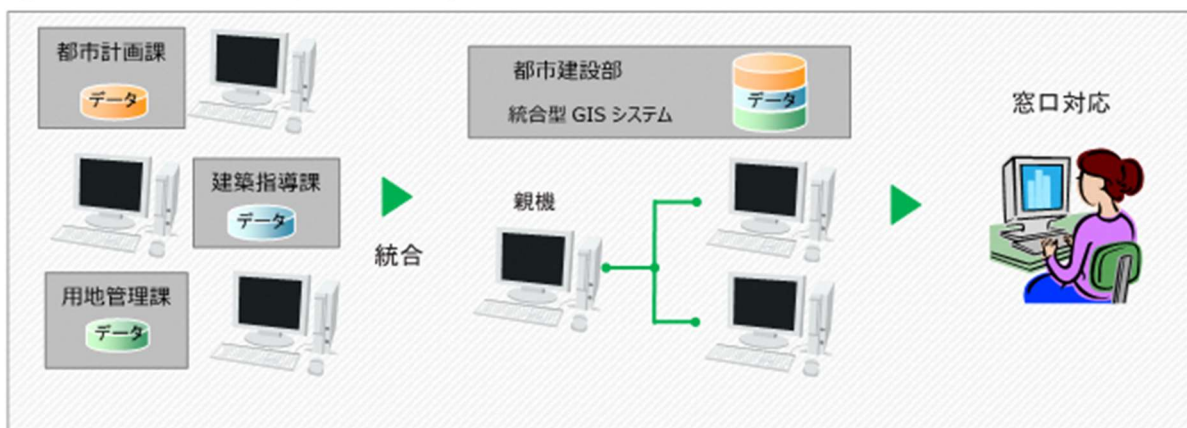 都市計画課
データ
建築指導課
データ
用地管理課
データ
統合
都市建設部
統合型 GIS システム
データ
親機
窓口対応